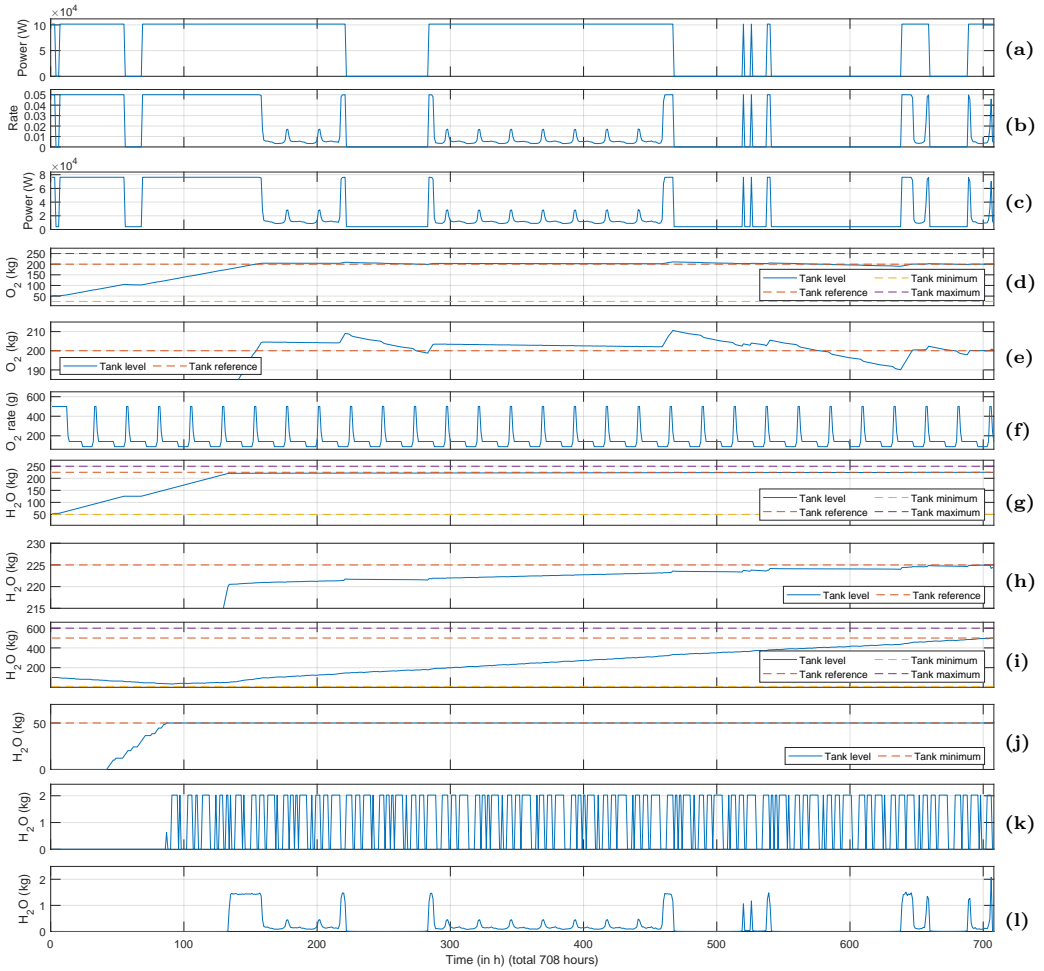 ×10⁴
Power (W)
10
5
0
(a)
Rate
0.05
0.04
0.03
0.02
0.01
0
(b)
×10⁴
Power (W)
8
6
4
2
0
(c)
O₂ (kg)
250
200
150
100
50
Tank level
Tank minimum
Tank reference
Tank maximum
(d)
O₂ (kg)
210
200
190
Tank level
Tank reference
(e)
O₂ rate (g)
600
400
200
(f)
H₂O (kg)
250
200
150
100
50
Tank level
Tank minimum
Tank reference
Tank maximum
(g)
H₂O (kg)
230
225
220
215
Tank level
Tank reference
(h)
H₂O (kg)
600
400
200
Tank level
Tank minimum
Tank reference
Tank maximum
(i)
H₂O (kg)
50
0
Tank level
Tank minimum
(j)
H₂O (kg)
2
1
0
(k)
H₂O (kg)
2
1
0
(l)
0 100 200 300 400 500 600 700
Time (in h) (total 708 hours)